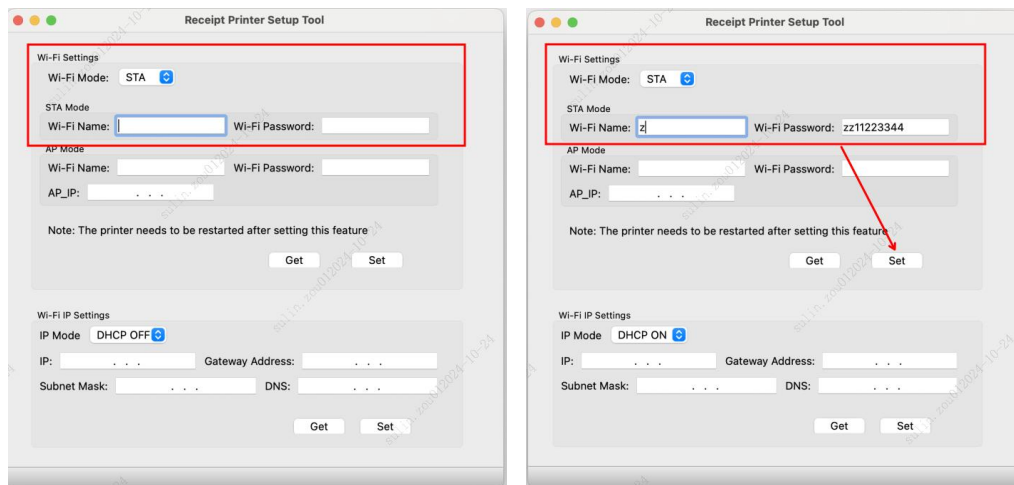 Receipt Printer Setup Tool
Wi-Fi Settings
Wi-Fi Mode: STA
STA Mode
Wi-Fi Name: Wi-Fi Password:
AP Mode
Wi-Fi Name: Wi-Fi Password:
AP_IP: . . .
Note: The printer needs to be restarted after setting this feature
Get Set
Wi-Fi IP Settings
IP Mode DHCP OFF
IP: . . . Gateway Address: . . .
Subnet Mask: . . . DNS: . . .
Get Set
Receipt Printer Setup Tool
Wi-Fi Settings
Wi-Fi Mode: STA
STA Mode
Wi-Fi Name: z Wi-Fi Password: zz11223344
AP Mode
Wi-Fi Name: Wi-Fi Password:
AP_IP: . . .
Note: The printer needs to be restarted after setting this feature
Get Set
Wi-Fi IP Settings
IP Mode DHCP ON
IP: . . . Gateway Address: . . .
Subnet Mask: . . . DNS: . . .
Get Set
sulin.zou012024-10-24